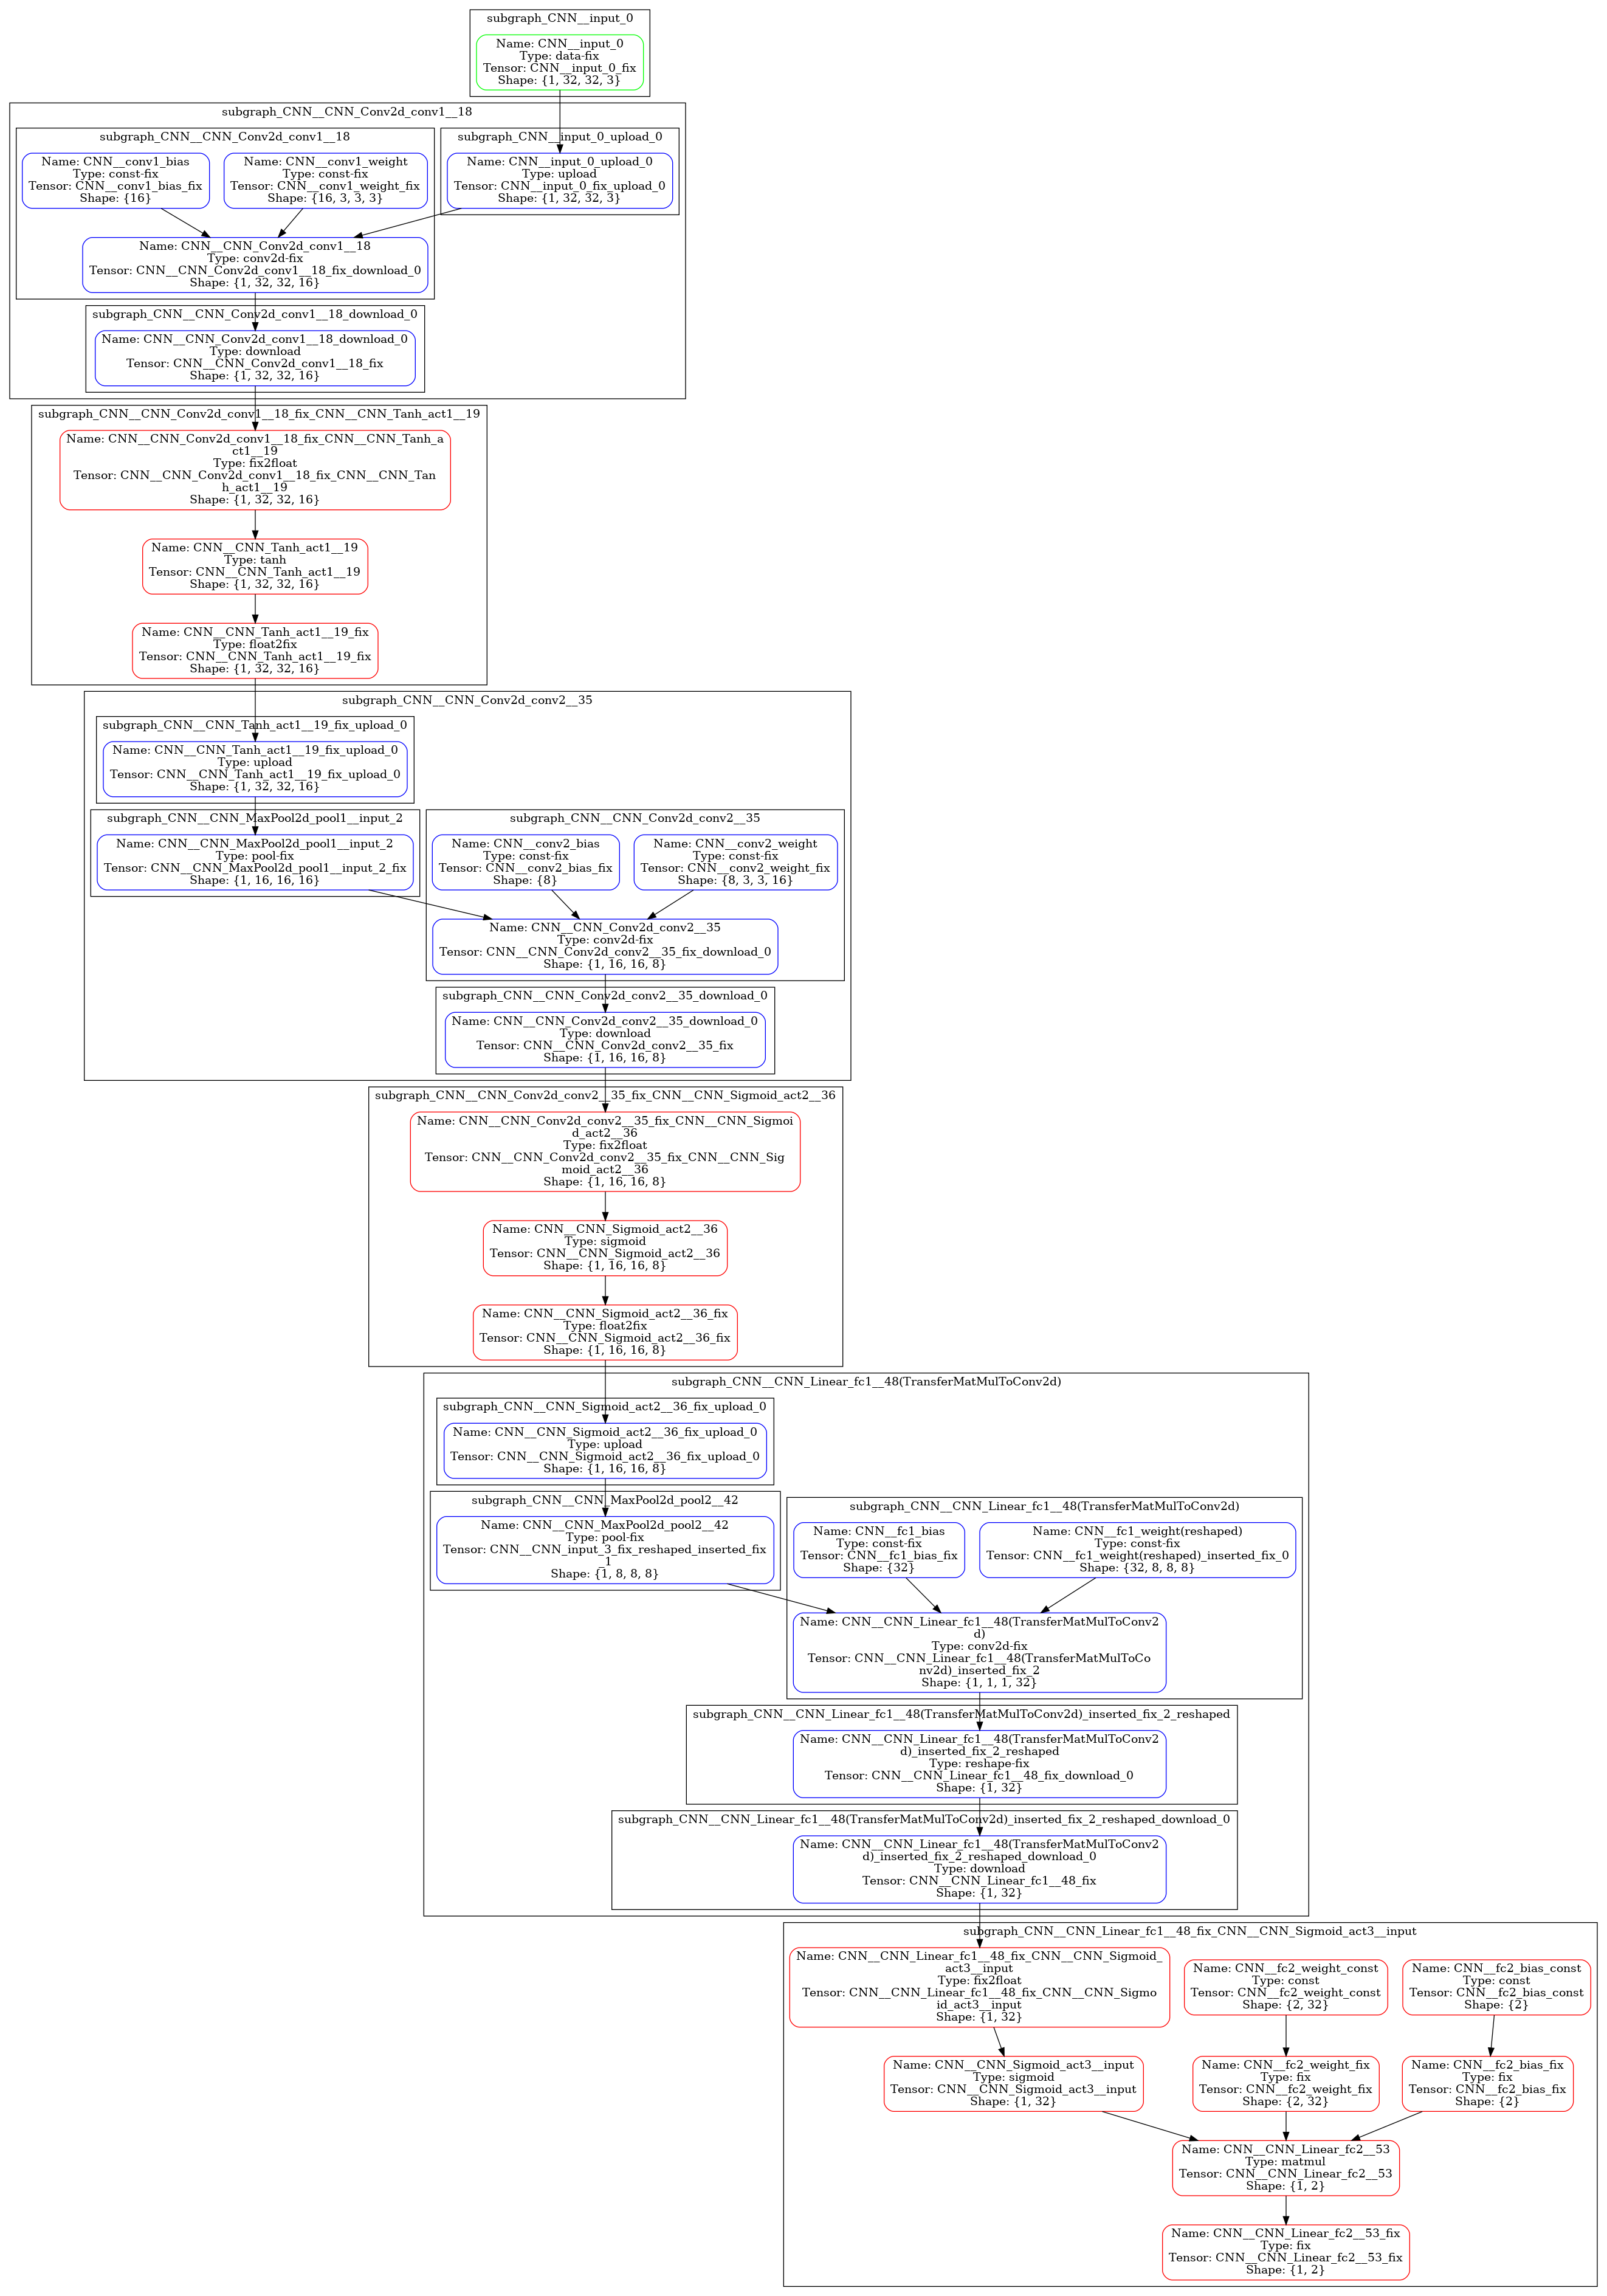 subgraph_CNN__input_0
Name: CNN__input_0
Type: data-fix
Tensor: CNN__input_0_fix
Shape: {1, 32, 32, 3}
subgraph_CNN__CNN_Conv2d_conv1__18
subgraph_CNN__CNN_Conv2d_conv1__18
Name: CNN__conv1_bias
Type: const-fix
Tensor: CNN__conv1_bias_fix
Shape: {16}
Name: CNN__conv1_weight
Type: const-fix
Tensor: CNN__conv1_weight_fix
Shape: {16, 3, 3, 3}
subgraph_CNN__input_0_upload_0
Name: CNN__input_0_upload_0
Type: upload
Tensor: CNN__input_0_fix_upload_0
Shape: {1, 32, 32, 3}
Name: CNN__CNN_Conv2d_conv1__18
Type: conv2d-fix
Tensor: CNN__CNN_Conv2d_conv1__18_fix_download_0
Shape: {1, 32, 32, 16}
subgraph_CNN__CNN_Conv2d_conv1__18_download_0
Name: CNN__CNN_Conv2d_conv1__18_download_0
Type: download
Tensor: CNN__CNN_Conv2d_conv1__18_fix
Shape: {1, 32, 32, 16}
subgraph_CNN__CNN_Conv2d_conv1__18_fix_CNN__CNN_Tanh_act1__19
Name: CNN__CNN_Conv2d_conv1__18_fix_CNN__CNN_Tanh_a
ct1__19
Type: fix2float
Tensor: CNN__CNN_Conv2d_conv1__18_fix_CNN__CNN_Tan
h_act1__19
Shape: {1, 32, 32, 16}
Name: CNN__CNN_Tanh_act1__19
Type: tanh
Tensor: CNN__CNN_Tanh_act1__19
Shape: {1, 32, 32, 16}
Name: CNN__CNN_Tanh_act1__19_fix
Type: float2fix
Tensor: CNN__CNN_Tanh_act1__19_fix
Shape: {1, 32, 32, 16}
subgraph_CNN__CNN_Conv2d_conv2__35
subgraph_CNN__CNN_Tanh_act1__19_fix_upload_0
Name: CNN__CNN_Tanh_act1__19_fix_upload_0
Type: upload
Tensor: CNN__CNN_Tanh_act1__19_fix_upload_0
Shape: {1, 32, 32, 16}
subgraph_CNN__CNN_MaxPool2d_pool1__input_2
Name: CNN__CNN_MaxPool2d_pool1__input_2
Type: pool-fix
Tensor: CNN__CNN_MaxPool2d_pool1__input_2_fix
Shape: {1, 16, 16, 16}
subgraph_CNN__CNN_Conv2d_conv2__35
Name: CNN__conv2_bias
Type: const-fix
Tensor: CNN__conv2_bias_fix
Shape: {8}
Name: CNN__conv2_weight
Type: const-fix
Tensor: CNN__conv2_weight_fix
Shape: {8, 3, 3, 16}
Name: CNN__CNN_Conv2d_conv2__35
Type: conv2d-fix
Tensor: CNN__CNN_Conv2d_conv2__35_fix_download_0
Shape: {1, 16, 16, 8}
subgraph_CNN__CNN_Conv2d_conv2__35_download_0
Name: CNN__CNN_Conv2d_conv2__35_download_0
Type: download
Tensor: CNN__CNN_Conv2d_conv2__35_fix
Shape: {1, 16, 16, 8}
subgraph_CNN__CNN_Conv2d_conv2__35_fix_CNN__CNN_Sigmoid_act2__36
Name: CNN__CNN_Conv2d_conv2__35_fix_CNN__CNN_Sigmoi
d_act2__36
Type: fix2float
Tensor: CNN__CNN_Conv2d_conv2__35_fix_CNN__CNN_Sig
moid_act2__36
Shape: {1, 16, 16, 8}
Name: CNN__CNN_Sigmoid_act2__36
Type: sigmoid
Tensor: CNN__CNN_Sigmoid_act2__36
Shape: {1, 16, 16, 8}
Name: CNN__CNN_Sigmoid_act2__36_fix
Type: float2fix
Tensor: CNN__CNN_Sigmoid_act2__36_fix
Shape: {1, 16, 16, 8}
subgraph_CNN__CNN_Linear_fc1__48(TransferMatMulToConv2d)
subgraph_CNN__CNN_Sigmoid_act2__36_fix_upload_0
Name: CNN__CNN_Sigmoid_act2__36_fix_upload_0
Type: upload
Tensor: CNN__CNN_Sigmoid_act2__36_fix_upload_0
Shape: {1, 16, 16, 8}
subgraph_CNN__CNN_MaxPool2d_pool2__42
Name: CNN__CNN_MaxPool2d_pool2__42
Type: pool-fix
Tensor: CNN__CNN_input_3_fix_reshaped_inserted_fix
_1
Shape: {1, 8, 8, 8}
subgraph_CNN__CNN_Linear_fc1__48(TransferMatMulToConv2d)
Name: CNN__fc1_bias
Type: const-fix
Tensor: CNN__fc1_bias_fix
Shape: {32}
Name: CNN__fc1_weight(reshaped)
Type: const-fix
Tensor: CNN__fc1_weight(reshaped)_inserted_fix_0
Shape: {32, 8, 8, 8}
Name: CNN__CNN_Linear_fc1__48(TransferMatMulToConv2
d)
Type: conv2d-fix
Tensor: CNN__CNN_Linear_fc1__48(TransferMatMulToCo
nv2d)_inserted_fix_2
Shape: {1, 1, 1, 32}
subgraph_CNN__CNN_Linear_fc1__48(TransferMatMulToConv2d)_inserted_fix_2_reshaped
Name: CNN__CNN_Linear_fc1__48(TransferMatMulToConv2
d)_inserted_fix_2_reshaped
Type: reshape-fix
Tensor: CNN__CNN_Linear_fc1__48_fix_download_0
Shape: {1, 32}
subgraph_CNN__CNN_Linear_fc1__48(TransferMatMulToConv2d)_inserted_fix_2_reshaped_download_0
Name: CNN__CNN_Linear_fc1__48(TransferMatMulToConv2
d)_inserted_fix_2_reshaped_download_0
Type: download
Tensor: CNN__CNN_Linear_fc1__48_fix
Shape: {1, 32}
subgraph_CNN__CNN_Linear_fc1__48_fix_CNN__CNN_Sigmoid_act3__input
Name: CNN__CNN_Linear_fc1__48_fix_CNN__CNN_Sigmoid_
act3__input
Type: fix2float
Tensor: CNN__CNN_Linear_fc1__48_fix_CNN__CNN_Sigmo
id_act3__input
Shape: {1, 32}
Name: CNN__fc2_weight_const
Type: const
Tensor: CNN__fc2_weight_const
Shape: {2, 32}
Name: CNN__fc2_bias_const
Type: const
Tensor: CNN__fc2_bias_const
Shape: {2}
Name: CNN__CNN_Sigmoid_act3__input
Type: sigmoid
Tensor: CNN__CNN_Sigmoid_act3__input
Shape: {1, 32}
Name: CNN__fc2_weight_fix
Type: fix
Tensor: CNN__fc2_weight_fix
Shape: {2, 32}
Name: CNN__fc2_bias_fix
Type: fix
Tensor: CNN__fc2_bias_fix
Shape: {2}
Name: CNN__CNN_Linear_fc2__53
Type: matmul
Tensor: CNN__CNN_Linear_fc2__53
Shape: {1, 2}
Name: CNN__CNN_Linear_fc2__53_fix
Type: fix
Tensor: CNN__CNN_Linear_fc2__53_fix
Shape: {1, 2}